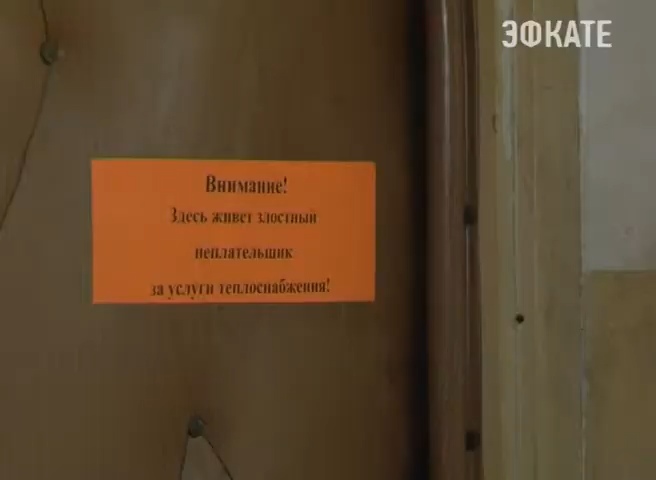 ЭФКАТЕ
Внимание!
Здесь живет злостный
неплательщик
за услуги теплоснабжения!